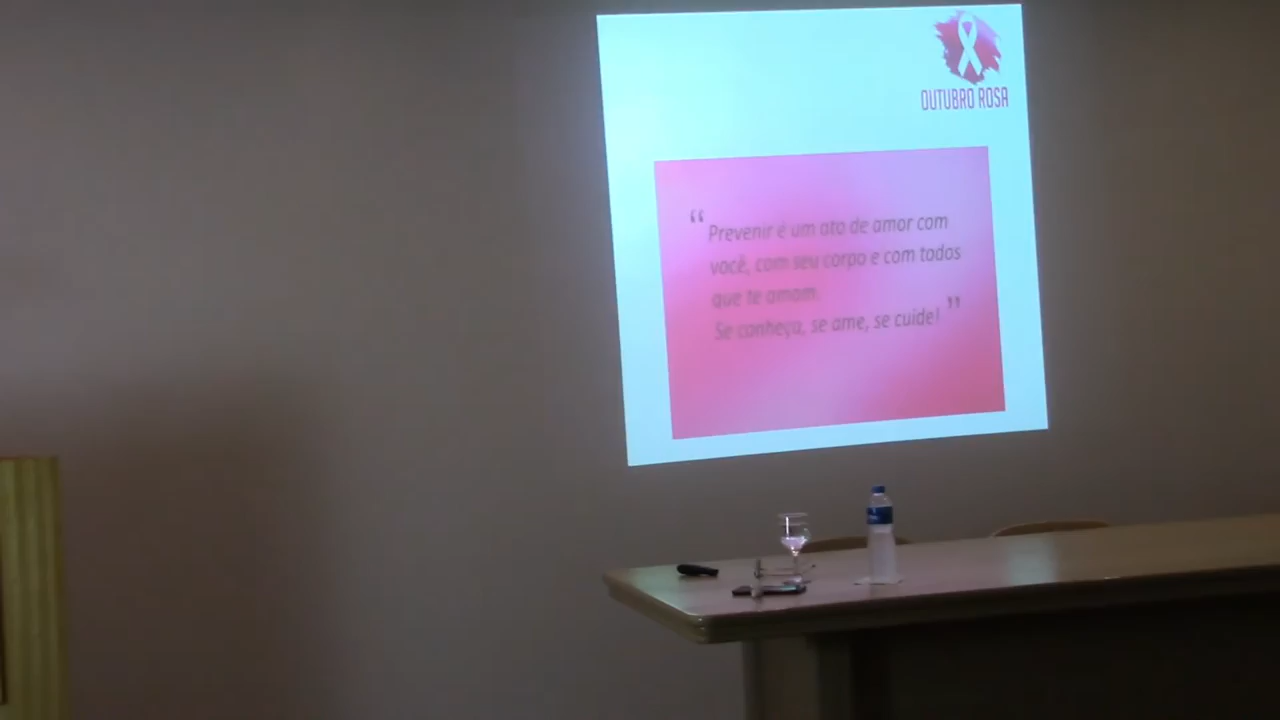 OUTUBRO ROSA
“ Prevenir é um ato de amor com
você, com seu corpo e com todos
que te amam.
Se conheça, se ame, se cuide! ”